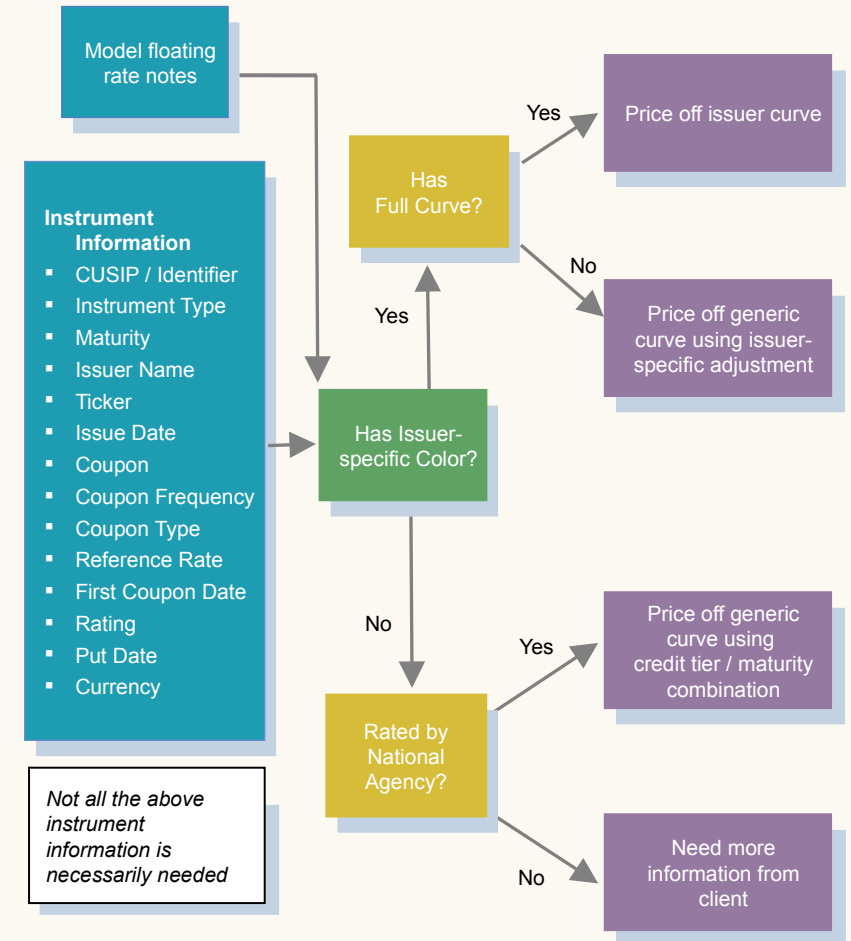 Model floating
rate notes
Instrument
Information
▪ CUSIP / Identifier
▪ Instrument Type
▪ Maturity
▪ Issuer Name
▪ Ticker
▪ Issue Date
▪ Coupon
▪ Coupon Frequency
▪ Coupon Type
▪ Reference Rate
▪ First Coupon Date
▪ Rating
▪ Put Date
▪ Currency
Not all the above
instrument
information is
necessarily needed
Has Issuer-
specific Color?
Yes
Has
Full Curve?
Yes
Price off issuer curve
No
Price off generic
curve using issuer-
specific adjustment
No
Rated by
National
Agency?
Yes
Price off generic
curve using
credit tier / maturity
combination
No
Need more
information from
client